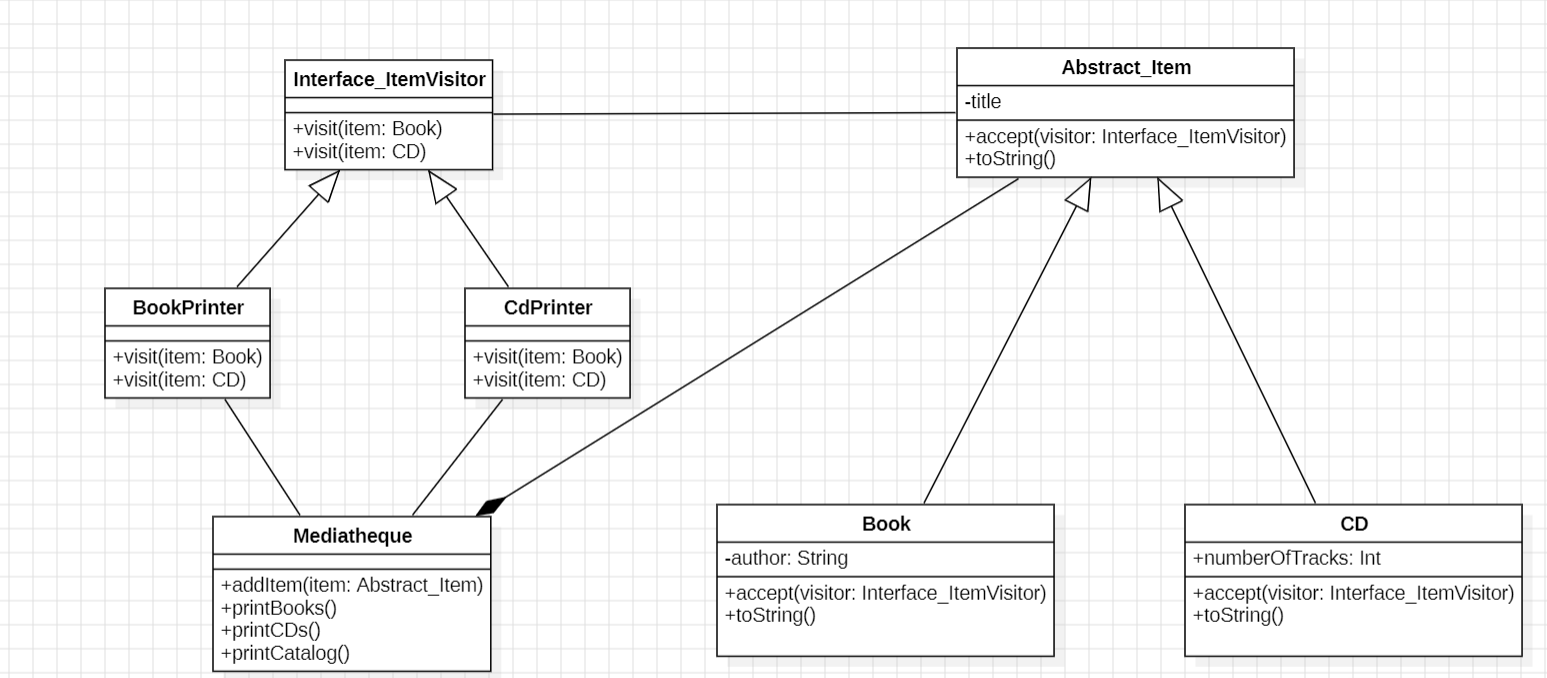 Interface_ItemVisitor
+visit(item: Book)
+visit(item: CD)
Abstract_Item
-title
+accept(visitor: Interface_ItemVisitor)
+toString()
BookPrinter
+visit(item: Book)
+visit(item: CD)
CdPrinter
+visit(item: Book)
+visit(item: CD)
Mediatheque
+addItem(item: Abstract_Item)
+printBooks()
+printCDs()
+printCatalog()
Book
-author: String
+accept(visitor: Interface_ItemVisitor)
+toString()
CD
+numberOfTracks: Int
+accept(visitor: Interface_ItemVisitor)
+toString()